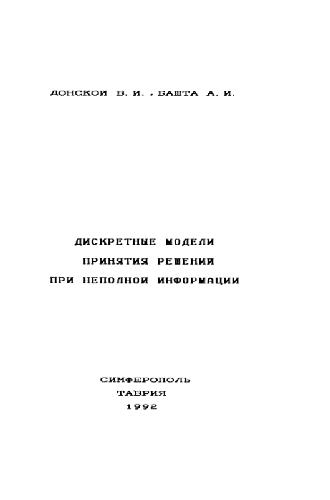 ДОНСКОЙ В.И., БАШТА А.И.
ДИСКРЕТНЫЕ МОДЕЛИ
ПРИНЯТИЯ РЕШЕНИЙ
ПРИ НЕПОЛНОЙ ИНФОРМАЦИИ
СИМФЕРОПОЛЬ
ТАВРИЯ
1992